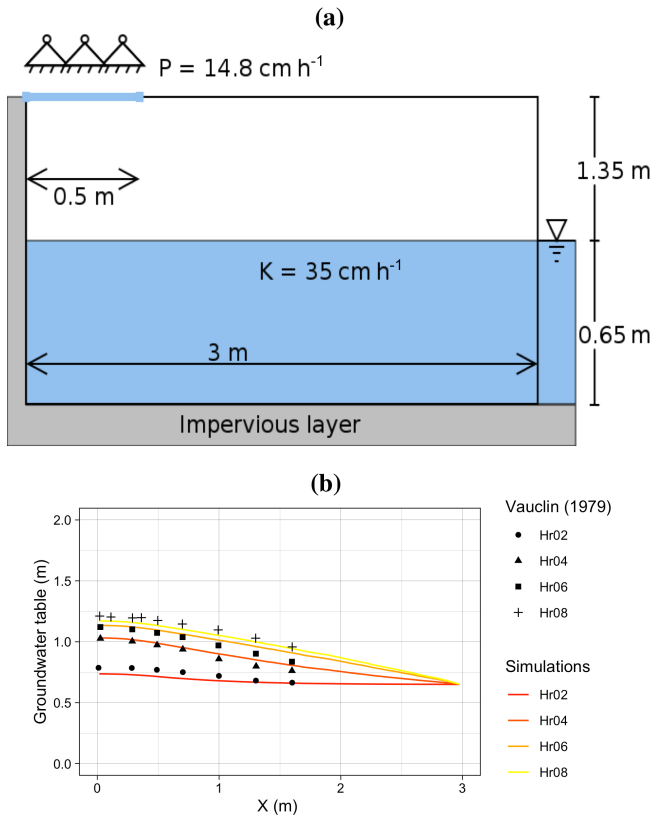 (a)
P = 14.8 cm h⁻¹
0.5 m
1.35 m
K = 35 cm h⁻¹
0.65 m
3 m
Impervious layer
(b)
Groundwater table (m)
2.0
1.5
1.0
0.5
0.0
0
1
2
3
X (m)
Vauclin (1979)
Hr02
Hr04
Hr06
Hr08
Simulations
Hr02
Hr04
Hr06
Hr08